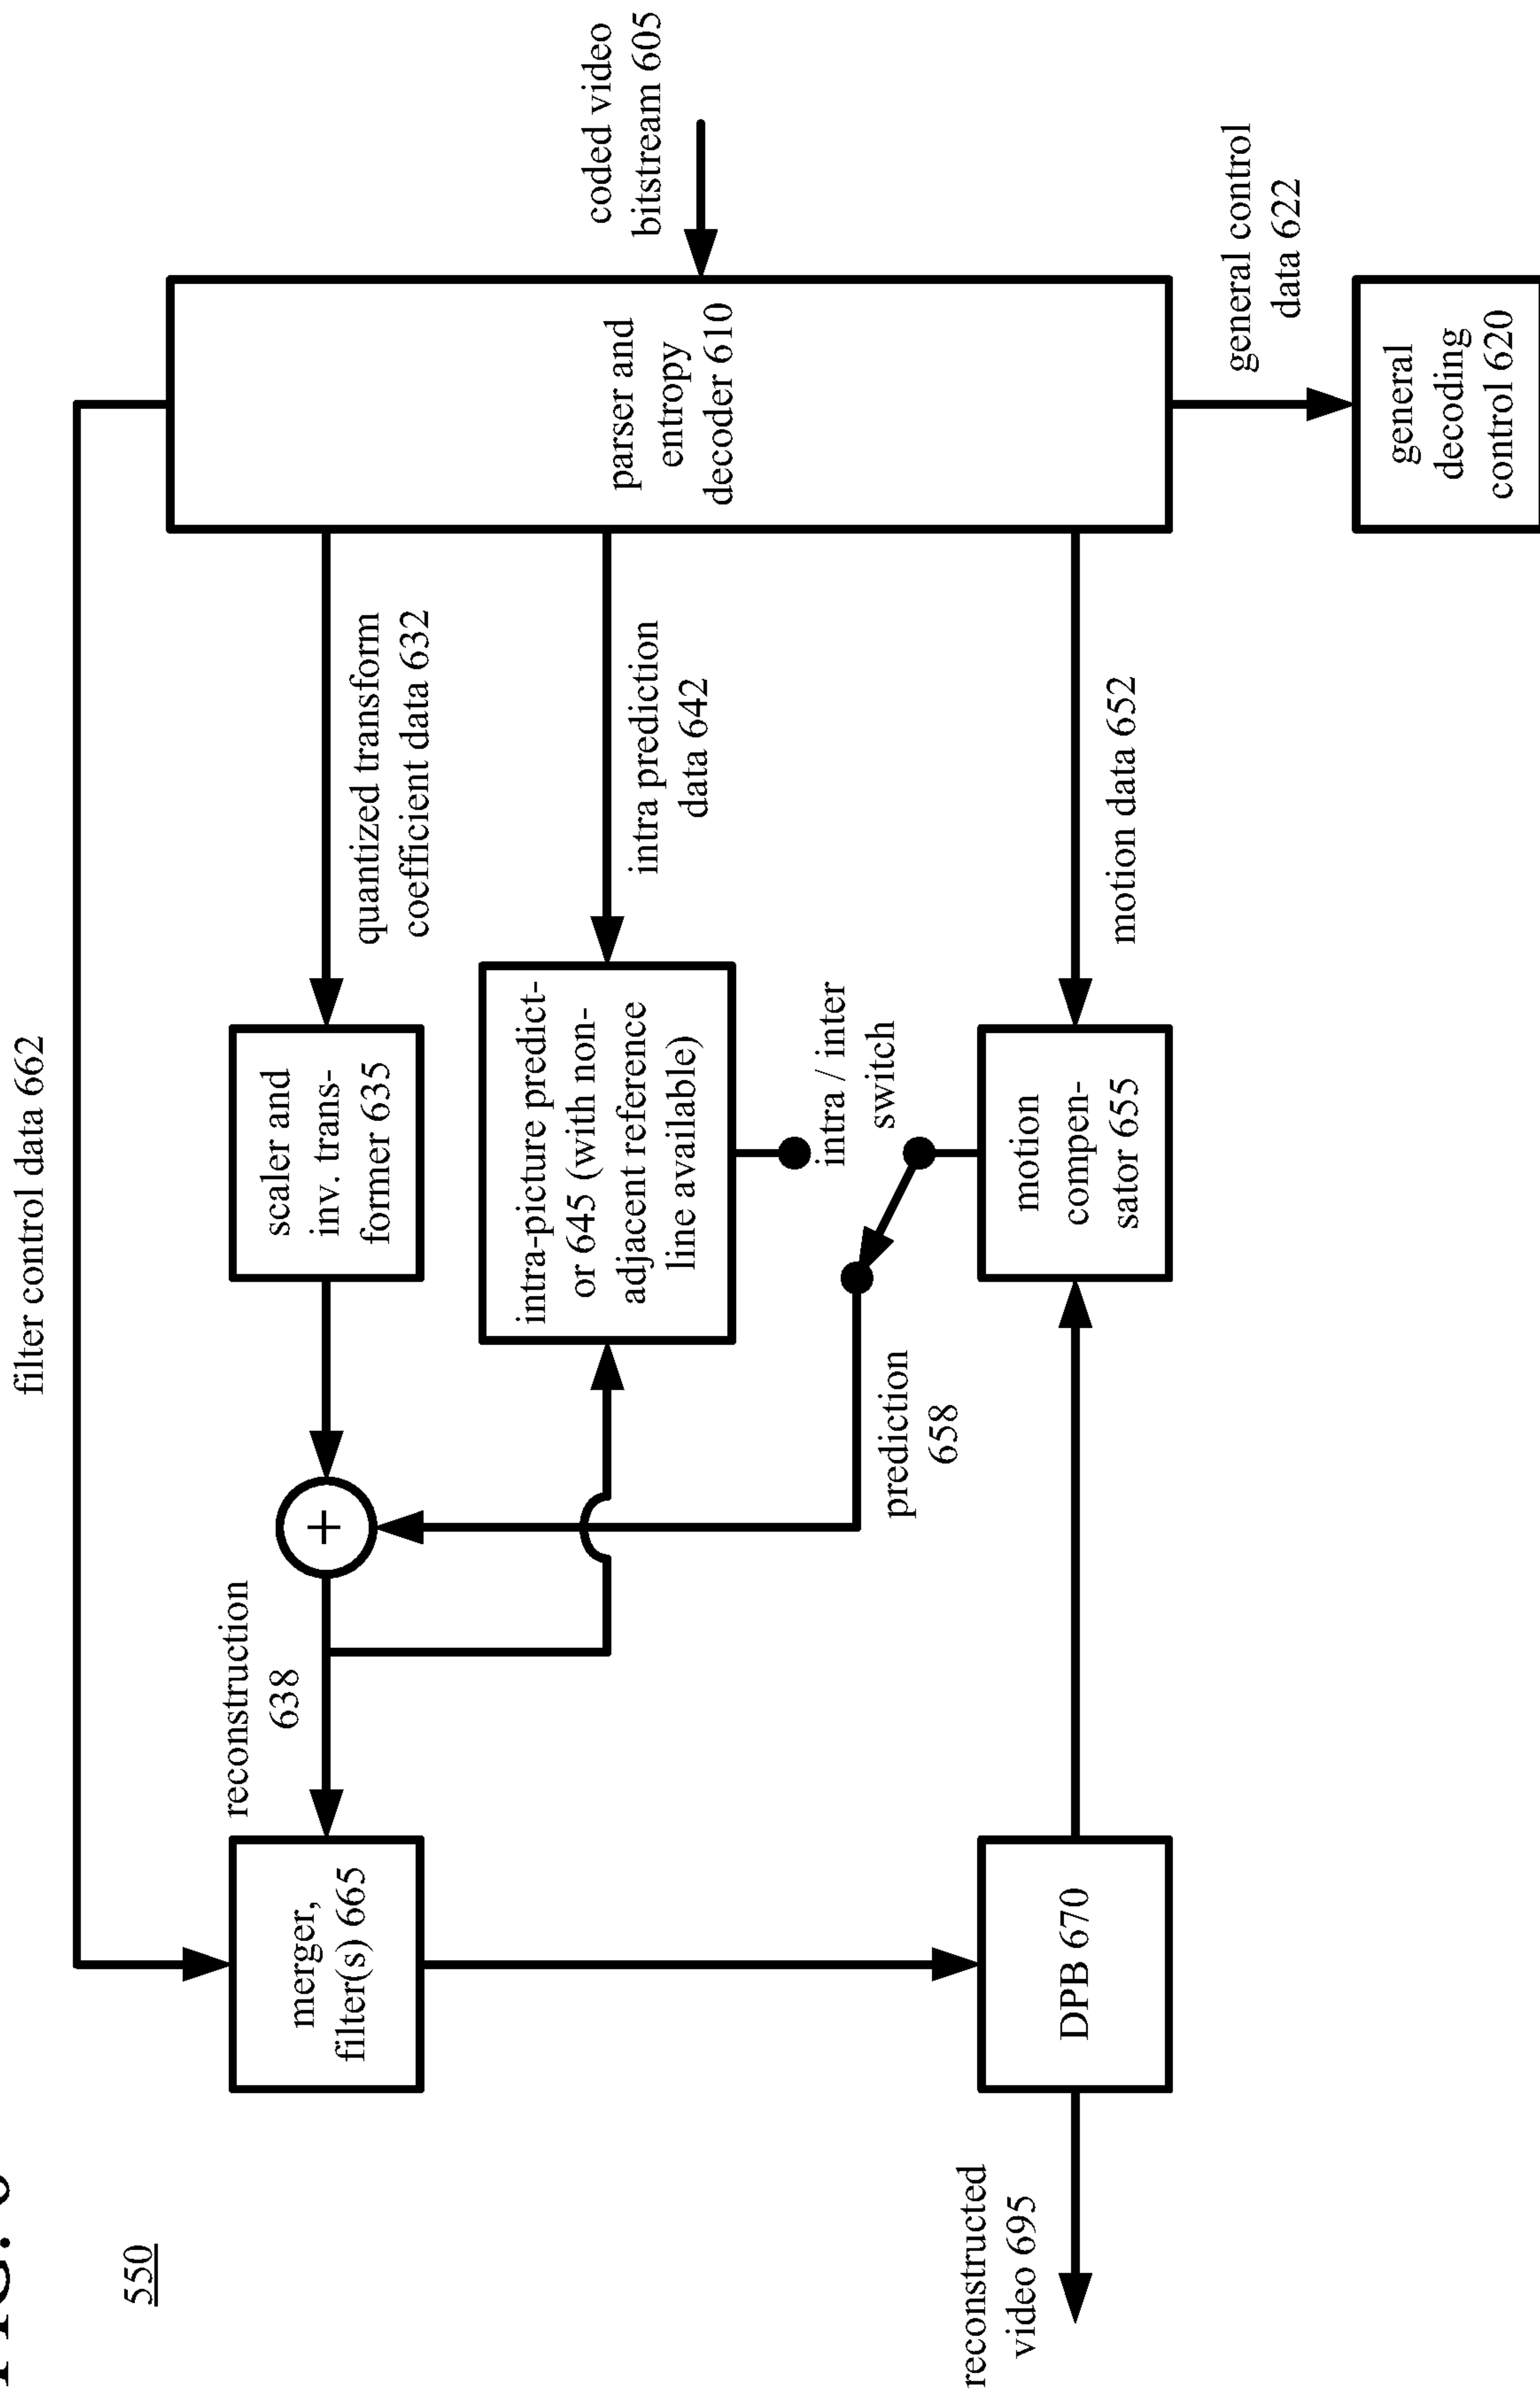 550
filter control data 662
reconstruction
638
merger,
filter(s) 665
scaler and
inv. trans-
former 635
quantized transform
coefficient data 632
+
intra-picture predict-
or 645 (with non-
adjacent reference
line available)
intra prediction
data 642
parser and
entropy
decoder 610
coded video
bitstream 605
intra / inter
switch
prediction
658
reconstructed
video 695
DPB 670
motion
compen-
sator 655
motion data 652
general control
data 622
general
decoding
control 620